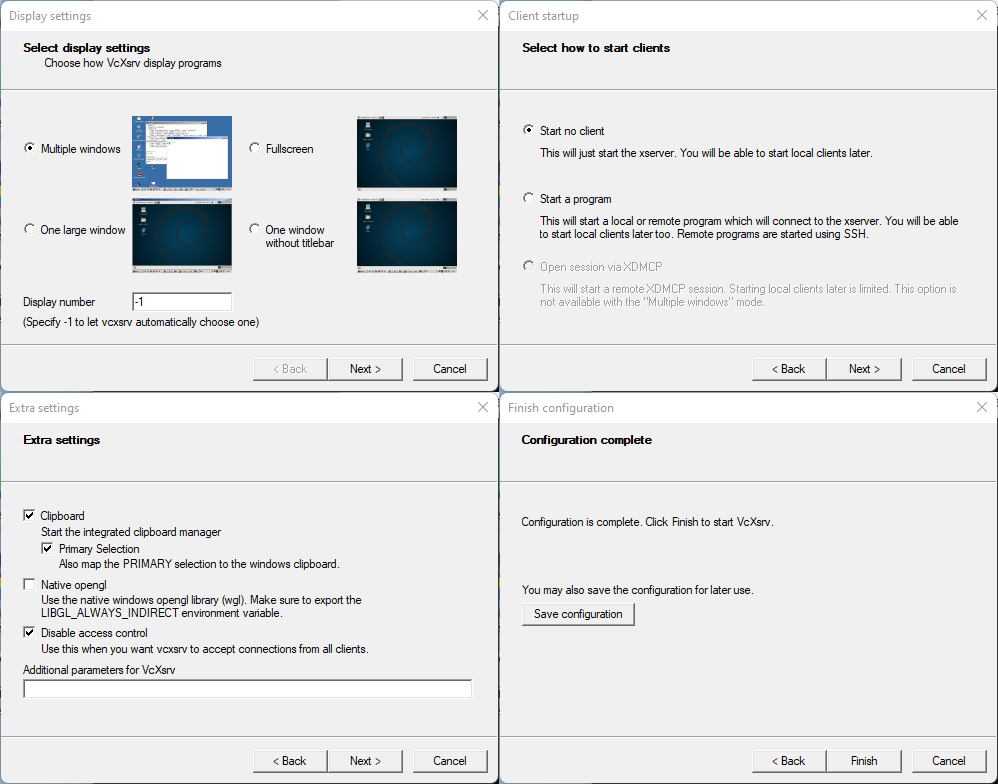 Display settings
Select display settings
Choose how VcXsrv display programs
Multiple windows
Fullscreen
One large window
One window
without titlebar
Display number
-1
(Specify -1 to let vcxsrv automatically choose one)
< Back
Next >
Cancel
Client startup
Select how to start clients
Start no client
This will just start the xserver. You will be able to start local clients later.
Start a program
This will start a local or remote program which will connect to the xserver. You will be able
to start local clients later too. Remote programs are started using SSH.
Open session via XDMCP
This will start a remote XDMCP session. Starting local clients later is limited. This option is
not available with the "Multiple windows" mode.
< Back
Next >
Cancel
Extra settings
Extra settings
Clipboard
Start the integrated clipboard manager
Primary Selection
Also map the PRIMARY selection to the windows clipboard.
Native opengl
Use the native windows opengl library (wgl). Make sure to export the
LIBGL_ALWAYS_INDIRECT environment variable.
Disable access control
Use this when you want vcxsrv to accept connections from all clients.
Additional parameters for VcXsrv
< Back
Next >
Cancel
Finish configuration
Configuration complete
Configuration is complete. Click Finish to start VcXsrv.
You may also save the configuration for later use.
Save configuration
< Back
Finish
Cancel